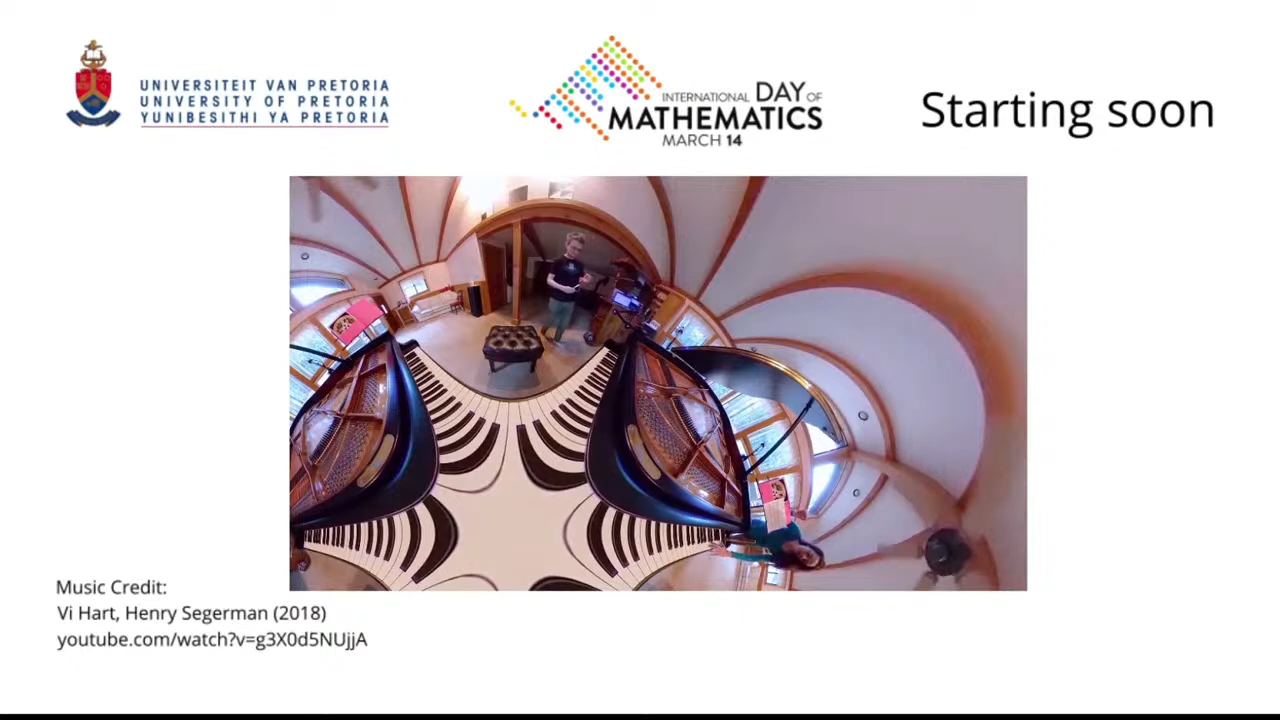 UNIVERSITEIT VAN PRETORIA
UNIVERSITY OF PRETORIA
YUNIBESITHI YA PRETORIA
INTERNATIONAL DAY OF
MATHEMATICS
MARCH 14
Starting soon
Music Credit:
Vi Hart, Henry Segerman (2018)
youtube.com/watch?v=g3X0d5NUjjA